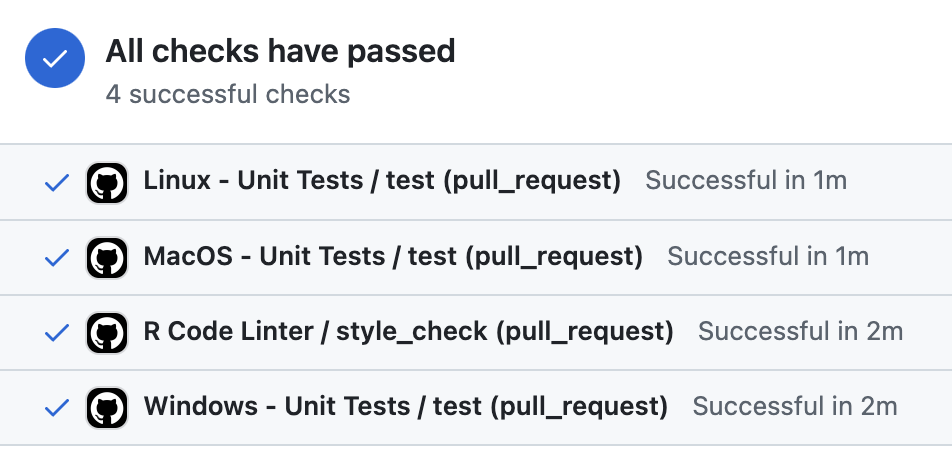 All checks have passed
4 successful checks
Linux - Unit Tests / test (pull_request) Successful in 1m
MacOS - Unit Tests / test (pull_request) Successful in 1m
R Code Linter / style_check (pull_request) Successful in 2m
Windows - Unit Tests / test (pull_request) Successful in 2m